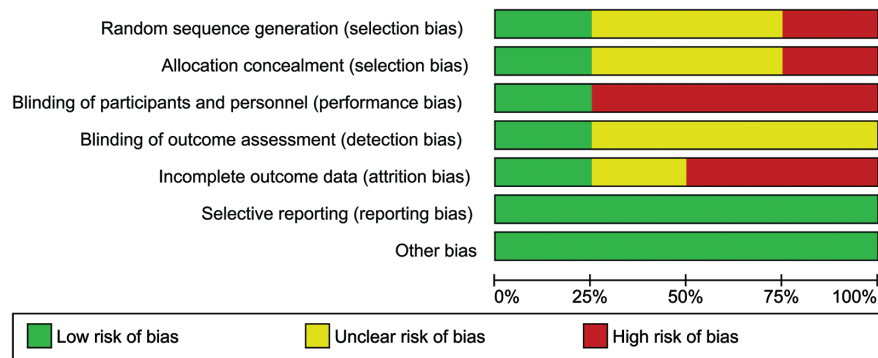 Random sequence generation (selection bias)
Allocation concealment (selection bias)
Blinding of participants and personnel (performance bias)
Blinding of outcome assessment (detection bias)
Incomplete outcome data (attrition bias)
Selective reporting (reporting bias)
Other bias
0% 25% 50% 75% 100%
Low risk of bias Unclear risk of bias High risk of bias